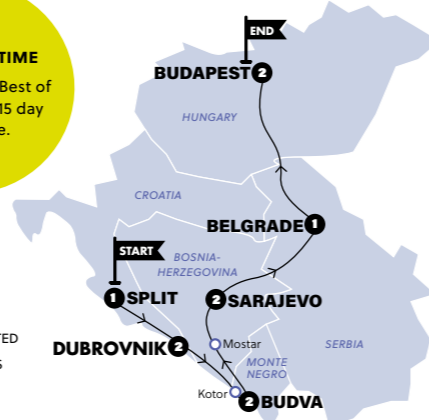 TIME
Best of
15 day
e.
END
BUDAPEST 2
HUNGARY
CROATIA
BELGRADE 1
START
BOSNIA-
HERZEGOVINA
1 SPLIT
2 SARAJEVO
TED
S
DUBROVNIK 2
Mostar
SERBIA
MONTE
NEGRO
Kotor
2 BUDVA